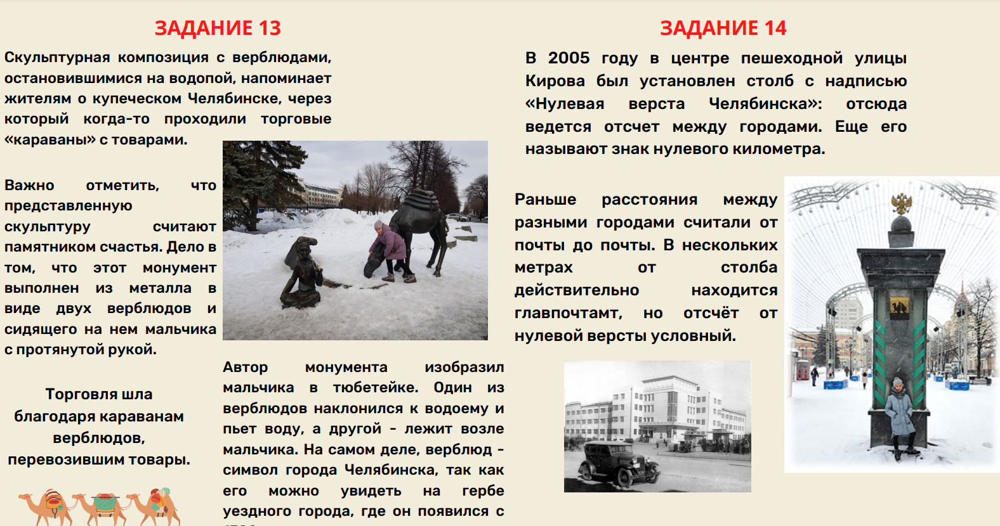 ЗАДАНИЕ 13
Скульптурная композиция с верблюдами,
остановившимися на водопой, напоминает
жителям о купеческом Челябинске, через
который когда-то проходили торговые
«караваны» с товарами.
Важно отметить, что
представленную
скульптуру считают
памятником счастья. Дело в
том, что этот монумент
выполнен из металла в
виде двух верблюдов и
сидящего на нем мальчика
с протянутой рукой.
Торговля шла
благодаря караванам
верблюдов,
перевозившим товары.
Автор монумента изобразил
мальчика в тюбетейке. Один из
верблюдов наклонился к водоему и
пьет воду, а другой - лежит возле
мальчика. На самом деле, верблюд -
символ города Челябинска, так как
его можно увидеть на гербе
уездного города, где он появился с
ЗАДАНИЕ 14
В 2005 году в центре пешеходной улицы
Кирова был установлен столб с надписью
«Нулевая верста Челябинска»: отсюда
ведется отсчет между городами. Еще его
называют знак нулевого километра.
Раньше расстояния между
разными городами считали от
почты до почты. В нескольких
метрах от столба
действительно находится
главпочтамт, но отсчёт от
нулевой версты условный.